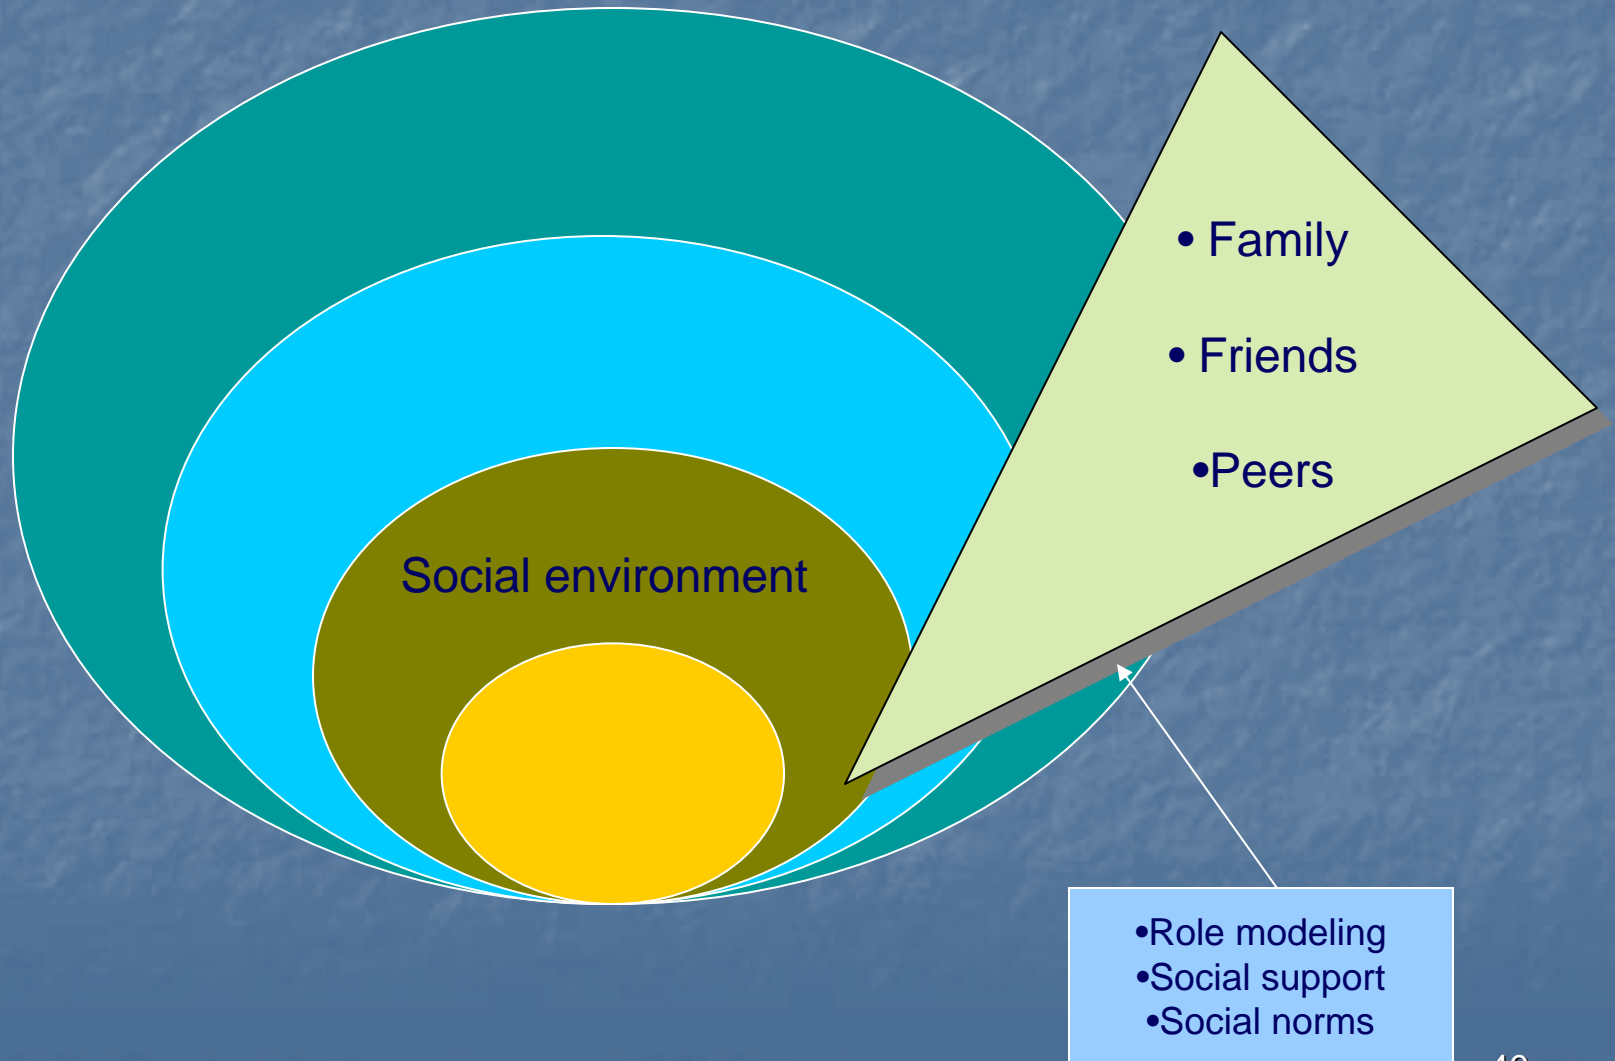 Social environment
• Family
• Friends
•Peers
•Role modeling
•Social support
•Social norms